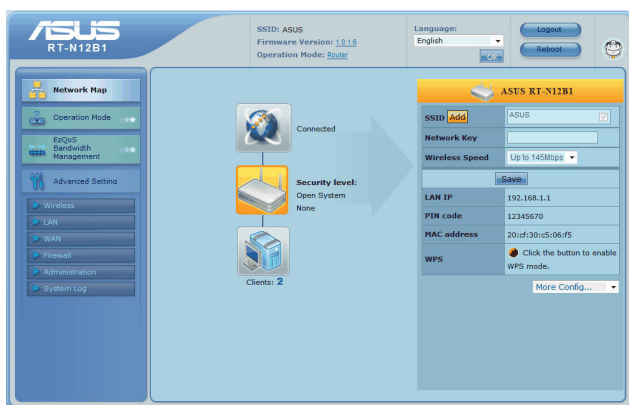 ASUS
RT-N12B1
SSID: ASUS
Firmware Version: 1.0.1.6
Operation Mode: Router
Language:
English
OK
Logout
Reboot
Network Map
Operation Mode
EzQoS
Bandwidth
Management
Advanced Setting
Wireless
LAN
WAN
Firewall
Administration
System Log
Connected
Security level:
Open System
None
Clients: 2
ASUS RT-N12B1
SSID Add ASUS
Network Key
Wireless Speed Up to 145Mbps
Save
LAN IP 192.168.1.1
PIN code 12345670
MAC address 20:cf:30:c5:06:f5
WPS Click the button to enable
WPS mode.
More Config...